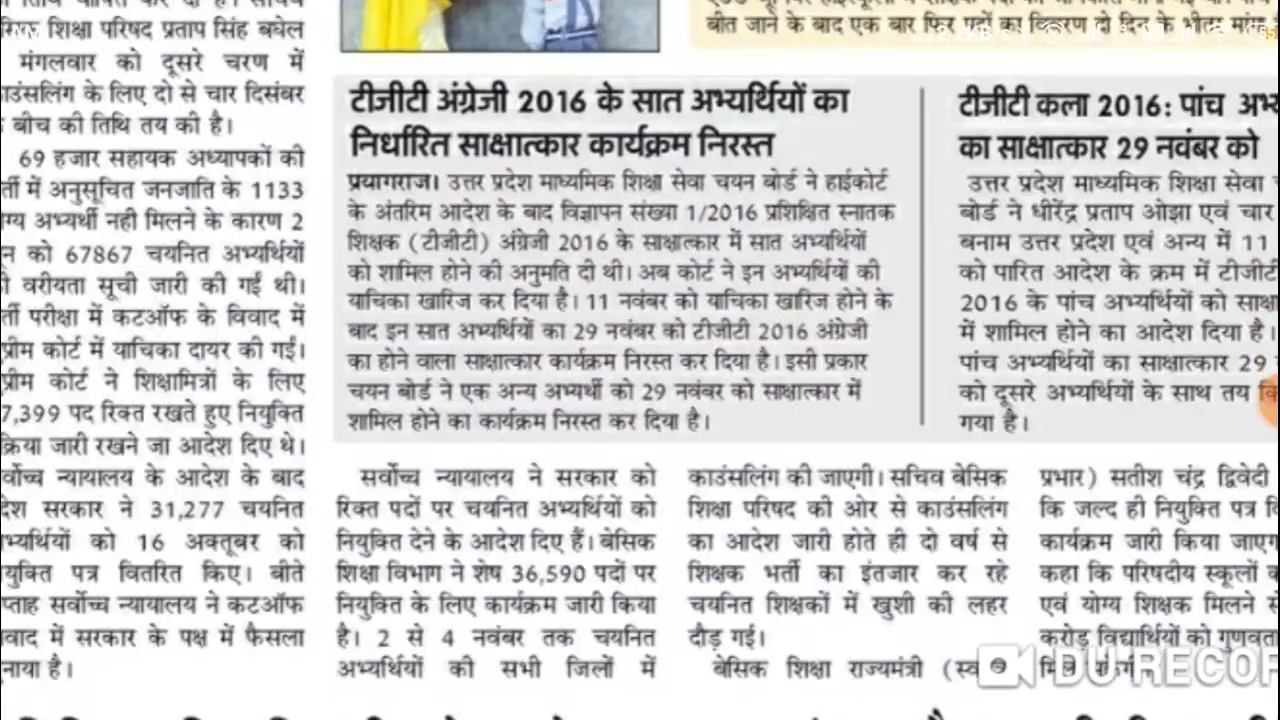 शिक्षा परिषद प्रताप सिंह बघेल
मंगलवार को दूसरे चरण में
के लिए दो से चार दिसंबर
बीच की तिथि तय की है।
69 हजार सहायक अध्यापकों की
में अनुसूचित जनजाति के 1133
अभ्यर्थी नही मिलने के कारण 2
को 67867 चयनित अभ्यर्थियों
वरीयता सूची जारी की गई थी।
परीक्षा में कटऑफ के विवाद में
कोर्ट में याचिका दायर की गई।
कोर्ट ने शिक्षामित्रों के लिए
7,399 पद रिक्त रखते हुए नियुक्ति
जारी रखने जा आदेश दिए थे।
न्यायालय के आदेश के बाद
सरकार ने 31,277 चयनित
को 16 अक्तूबर को
पत्र वितरित किए। बीते
सर्वोच्च न्यायालय ने कटऑफ
में सरकार के पक्ष में फैसला
है।
बीत जाने के बाद एक बार फिर पदों का विवरण दो दिन के भीतर
टीजीटी अंग्रेजी 2016 के सात अभ्यर्थियों का
निर्धारित साक्षात्कार कार्यक्रम निरस्त
प्रयागराज। उत्तर प्रदेश माध्यमिक शिक्षा सेवा चयन बोर्ड ने हाईकोर्ट
के अंतरिम आदेश के बाद विज्ञापन संख्या 1/2016 प्रशिक्षित स्नातक
शिक्षक (टीजीटी) अंग्रेजी 2016 के साक्षात्कार में सात अभ्यर्थियों
को शामिल होने की अनुमति दी थी। अब कोर्ट ने इन अभ्यर्थियों की
याचिका खारिज कर दिया है। 11 नवंबर को याचिका खारिज होने के
बाद इन सात अभ्यर्थियों का 29 नवंबर को टीजीटी 2016 अंग्रेजी
का होने वाला साक्षात्कार कार्यक्रम निरस्त कर दिया है। इसी प्रकार
चयन बोर्ड ने एक अन्य अभ्यर्थी को 29 नवंबर को साक्षात्कार में
शामिल होने का कार्यक्रम निरस्त कर दिया है।
टीजीटी कला 2016: पांच
का साक्षात्कार 29 नवंबर को
उत्तर प्रदेश माध्यमिक शिक्षा सेवा
बोर्ड ने धीरेंद्र प्रताप ओझा एवं चार
बनाम उत्तर प्रदेश एवं अन्य में 11
को पारित आदेश के क्रम में टीजीटी
2016 के पांच अभ्यर्थियों को
में शामिल होने का आदेश दिया है।
पांच अभ्यर्थियों का साक्षात्कार 29
को दूसरे अभ्यर्थियों के साथ तय
गया है।
सर्वोच्च न्यायालय ने सरकार को
रिक्त पदों पर चयनित अभ्यर्थियों को
नियुक्ति देने के आदेश दिए हैं। बेसिक
शिक्षा विभाग ने शेष 36,590 पदों पर
नियुक्ति के लिए कार्यक्रम जारी किया
है। 2 से 4 नवंबर तक चयनित
अभ्यर्थियों की सभी जिलों में
काउंसलिंग की जाएगी। सचिव बेसिक
शिक्षा परिषद की ओर से काउंसलिंग
का आदेश जारी होते ही दो वर्ष से
शिक्षक भर्ती का इंतजार कर रहे
चयनित शिक्षकों में खुशी की लहर
दौड़ गई।
बेसिक शिक्षा राज्यमंत्री
प्रभार) सतीश चंद्र द्विवेदी
कि जल्द ही नियुक्ति पत्र
कार्यक्रम जारी किया
कहा कि परिषदीय स्कूलों
एवं योग्य शिक्षक मिलने
करोड़ विद्यार्थियों को
DU RECOR